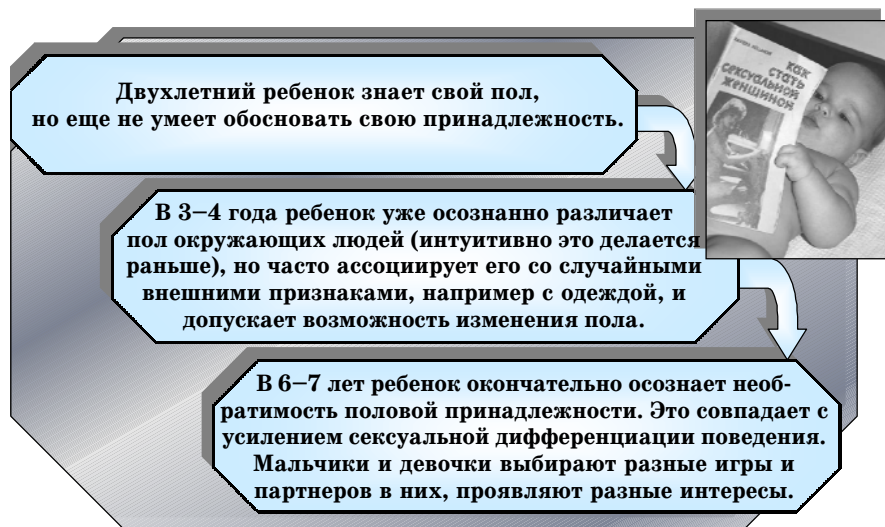 Двухлетний ребенок знает свой пол,
но еще не умеет обосновать свою принадлежность.
как
стать
сексуальной
женщиной
В 3–4 года ребенок уже осознанно различает
пол окружающих людей (интуитивно это делается
раньше), но часто ассоциирует его со случайными
внешними признаками, например с одеждой, и
допускает возможность изменения пола.
В 6–7 лет ребенок окончательно осознает необ-
ратимость половой принадлежности. Это совпадает с
усилением сексуальной дифференциации поведения.
Мальчики и девочки выбирают разные игры и
партнеров в них, проявляют разные интересы.